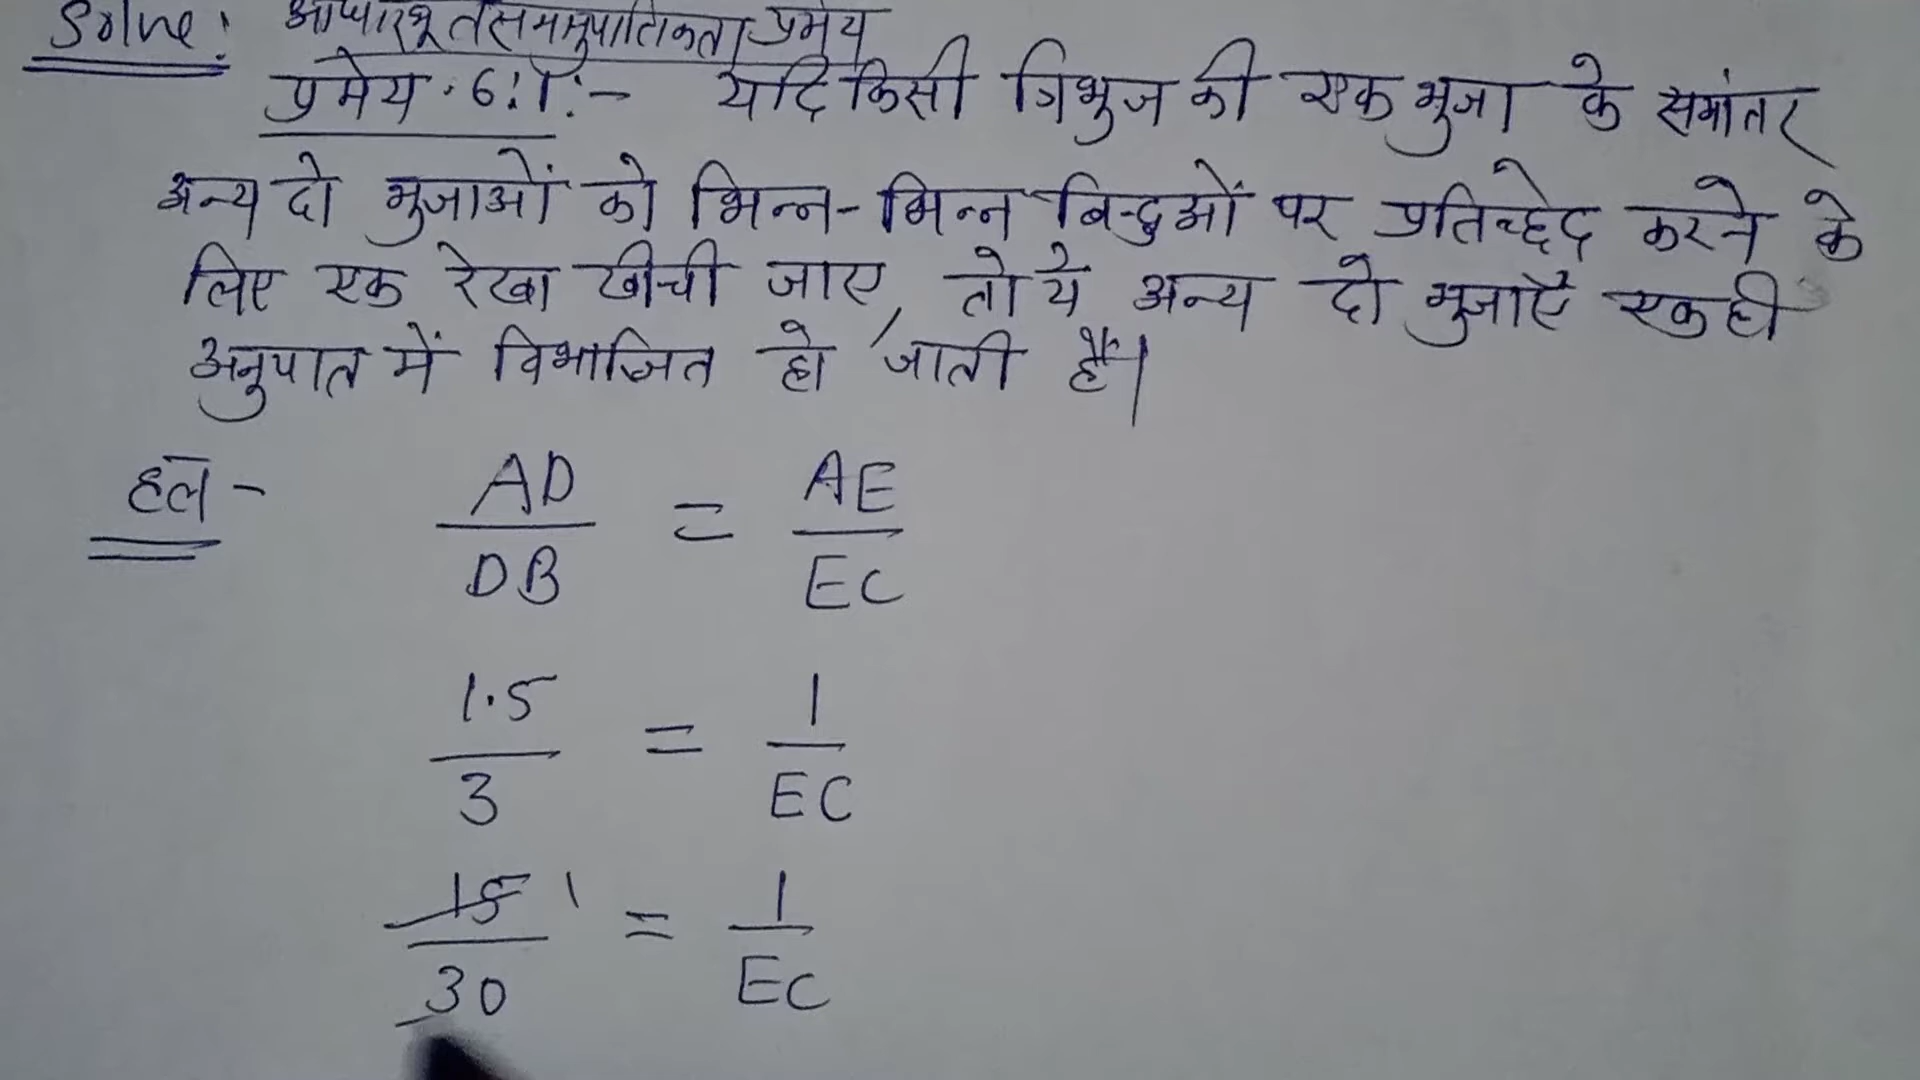 Solve: आधारभूत समानुपातिकता प्रमेय
प्रमेय · 6.1 :- यदि किसी त्रिभुज की एक भुजा के समांतर
अन्य दो भुजाओं को भिन्न-भिन्न बिन्दुओं पर प्रतिच्छेद करने के
लिए एक रेखा खींची जाए, तो ये अन्य दो भुजाएँ एक ही
अनुपात में विभाजित हो जाती हैं।
हल - AD/DB = AE/EC
1.5/3 = 1/EC
15/30 1 = 1/EC